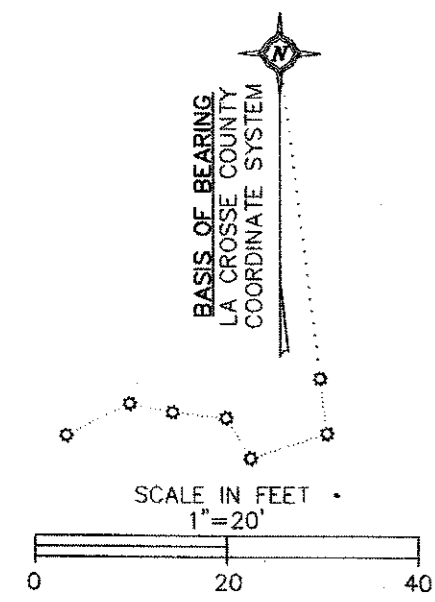 N
BASIS OF BEARING
LA CROSSE COUNTY
COORDINATE SYSTEM
SCALE IN FEET
1"=20'
0 20 40